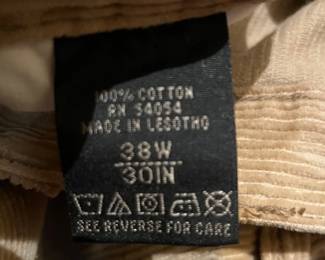 100% COTTON
RN 54054
MADE IN LESOTHO
38W
30IN
SEE REVERSE FOR CARE